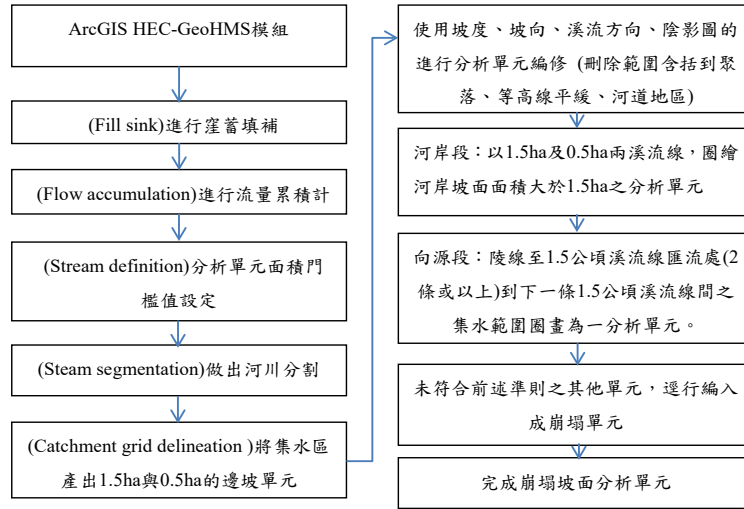 ArcGIS HEC-GeoHMS模組
(Fill sink)進行窪蓄填補
(Flow accumulation)進行流量累積計
(Stream definition)分析單元面積門
檻值設定
(Steam segmentation)做出河川分割
(Catchment grid delineation )將集水區
產出1.5ha與0.5ha的邊坡單元
使用坡度、坡向、溪流方向、陰影圖的
進行分析單元編修 (刪除範圍含括到聚
落、等高線平緩、河道地區)
河岸段：以1.5ha及0.5ha兩溪流線，圈繪
河岸坡面面積大於1.5ha之分析單元
向源段：陵線至1.5公頃溪流線匯流處(2
條或以上)到下一條1.5公頃溪流線間之
集水範圍圈畫為一分析單元。
未符合前述準則之其他單元，逕行編入
成崩塌單元
完成崩塌坡面分析單元